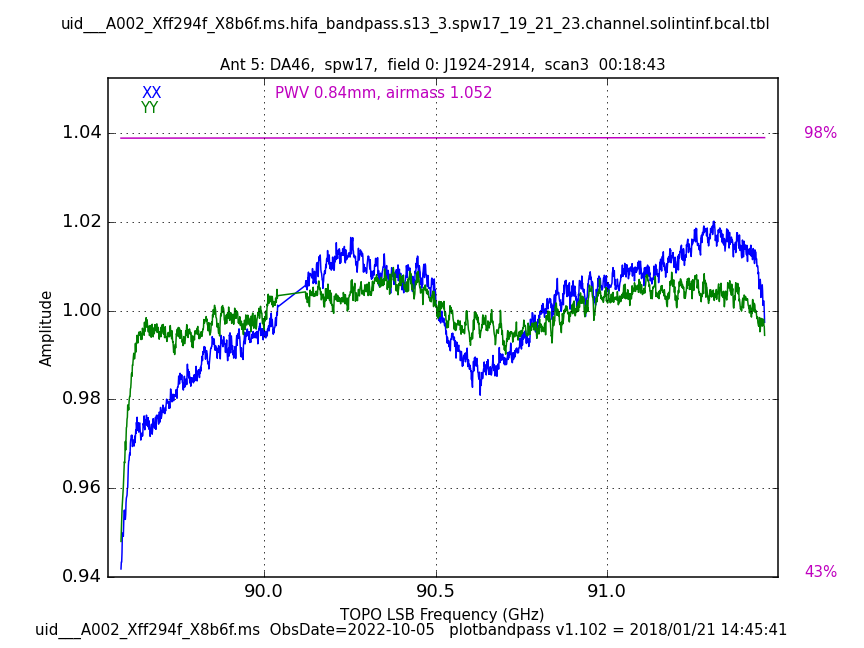 uid___A002_Xff294f_X8b6f.ms.hifa_bandpass.s13_3.spw17_19_21_23.channel.solintinf.bcal.tbl
Ant 5: DA46,  spw17,  field 0: J1924-2914,  scan3  00:18:43
XX
PWV 0.84mm, airmass 1.052
YY
1.04
98%
1.02
1.00
0.98
0.96
0.94
43%
Amplitude
90.0 90.5 91.0
TOPO LSB Frequency (GHz)
uid___A002_Xff294f_X8b6f.ms  ObsDate=2022-10-05   plotbandpass v1.102 = 2018/01/21 14:45:41